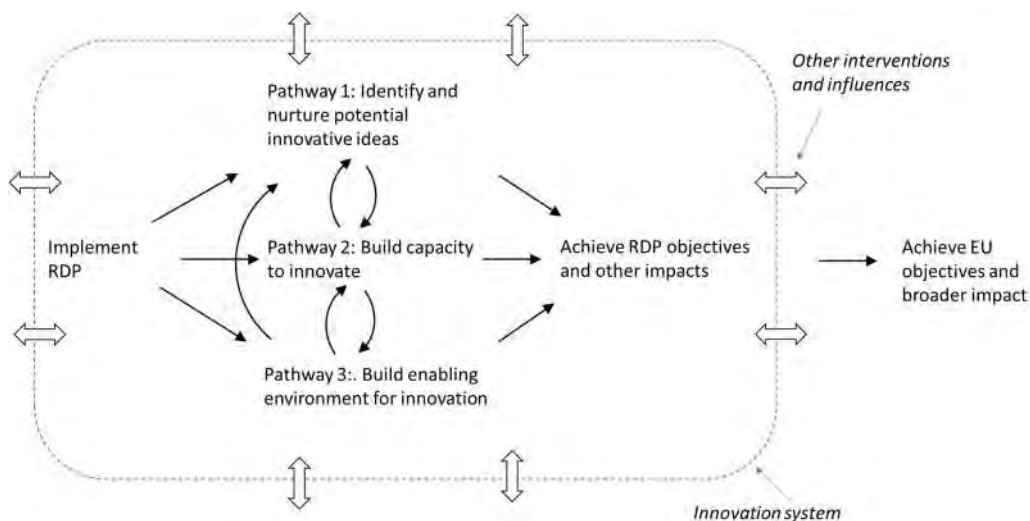 Other interventions
and influences
Pathway 1: Identify and
nurture potential
innovative ideas
Implement
RDP
Pathway 2: Build capacity
to innovate
Achieve RDP objectives
and other impacts
Achieve EU
objectives and
broader impact
Pathway 3:. Build enabling
environment for innovation
Innovation system